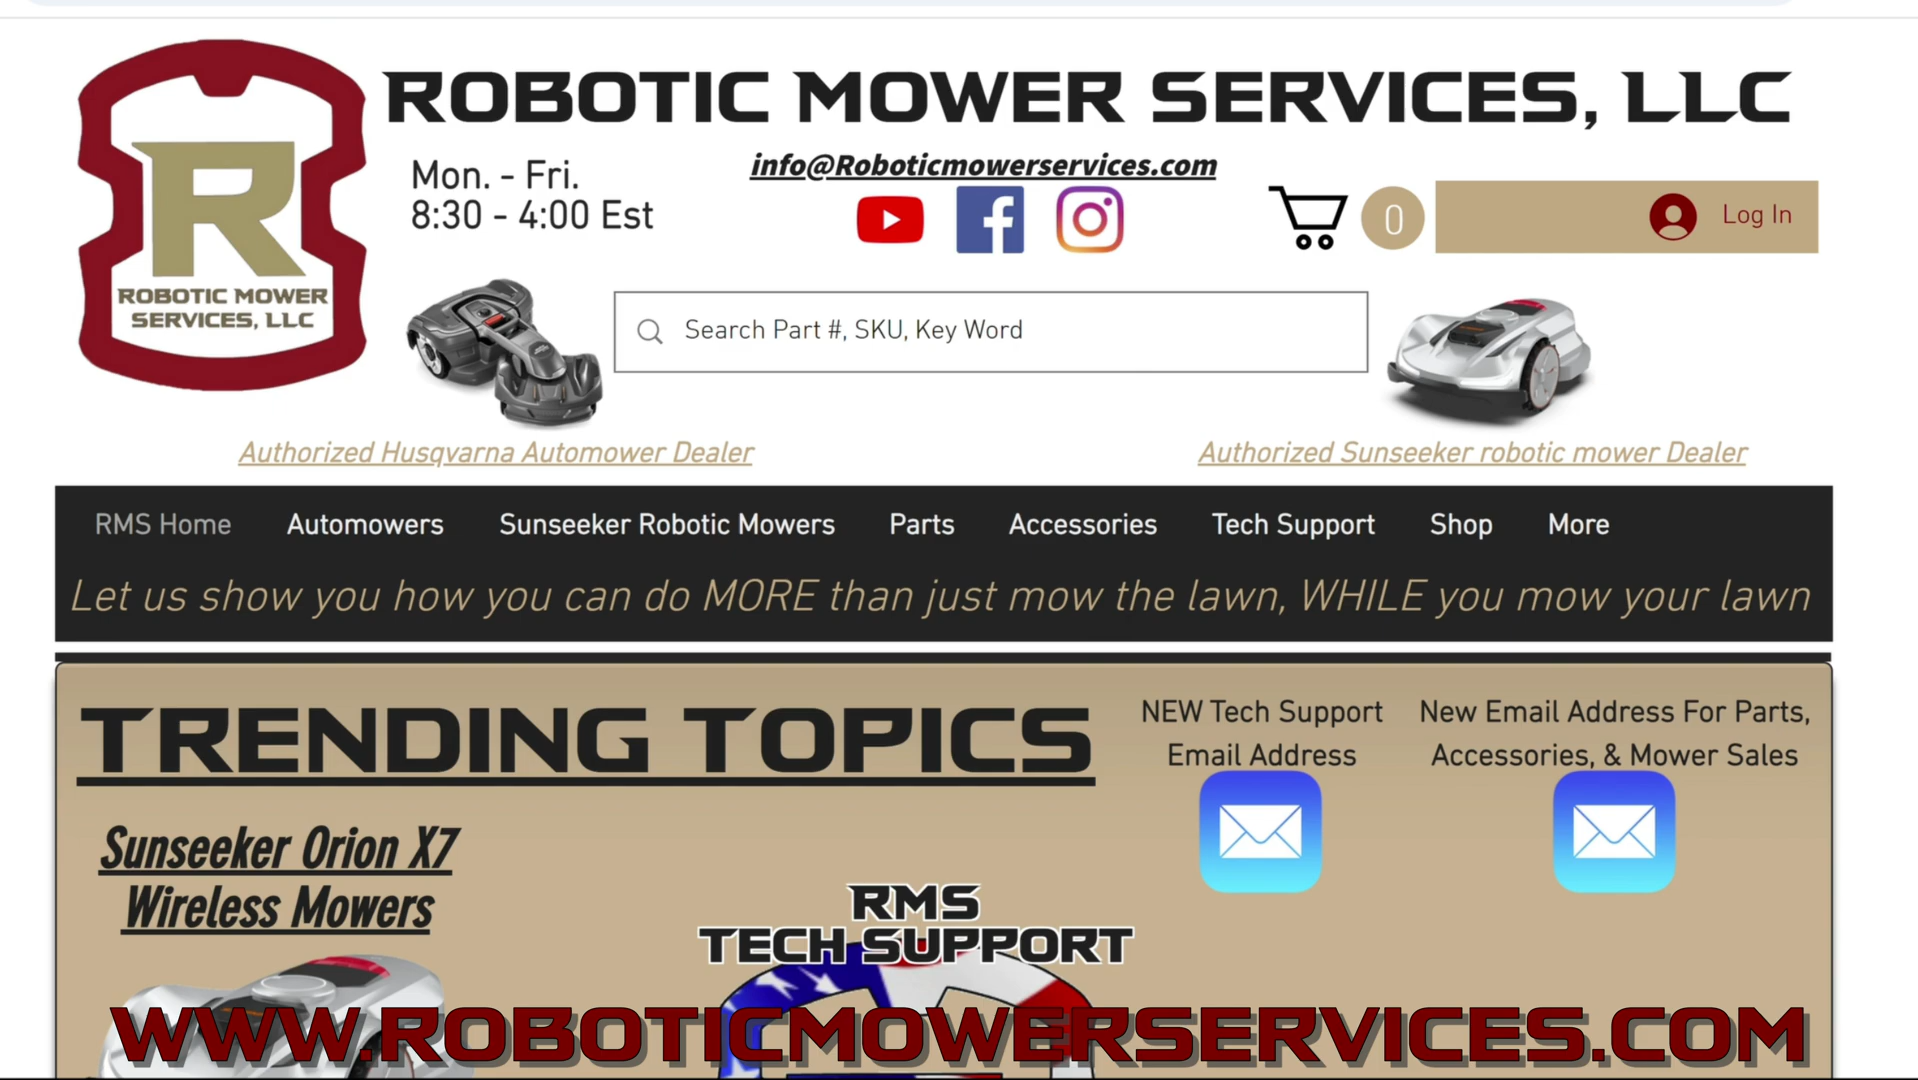 ROBOTIC MOWER SERVICES, LLC
R
ROBOTIC MOWER
SERVICES, LLC
Mon. - Fri.
8:30 - 4:00 Est
info@Roboticmowerservices.com
0
Log In
Search Part #, SKU, Key Word
Authorized Husqvarna Automower Dealer
Authorized Sunseeker robotic mower Dealer
RMS Home Automowers Sunseeker Robotic Mowers Parts Accessories Tech Support Shop More
Let us show you how you can do MORE than just mow the lawn, WHILE you mow your lawn
TRENDING TOPICS
NEW Tech Support
Email Address
New Email Address For Parts,
Accessories, & Mower Sales
Sunseeker Orion X7
Wireless Mowers
RMS
TECH SUPPORT
WWW.ROBOTICMOWERSERVICES.COM